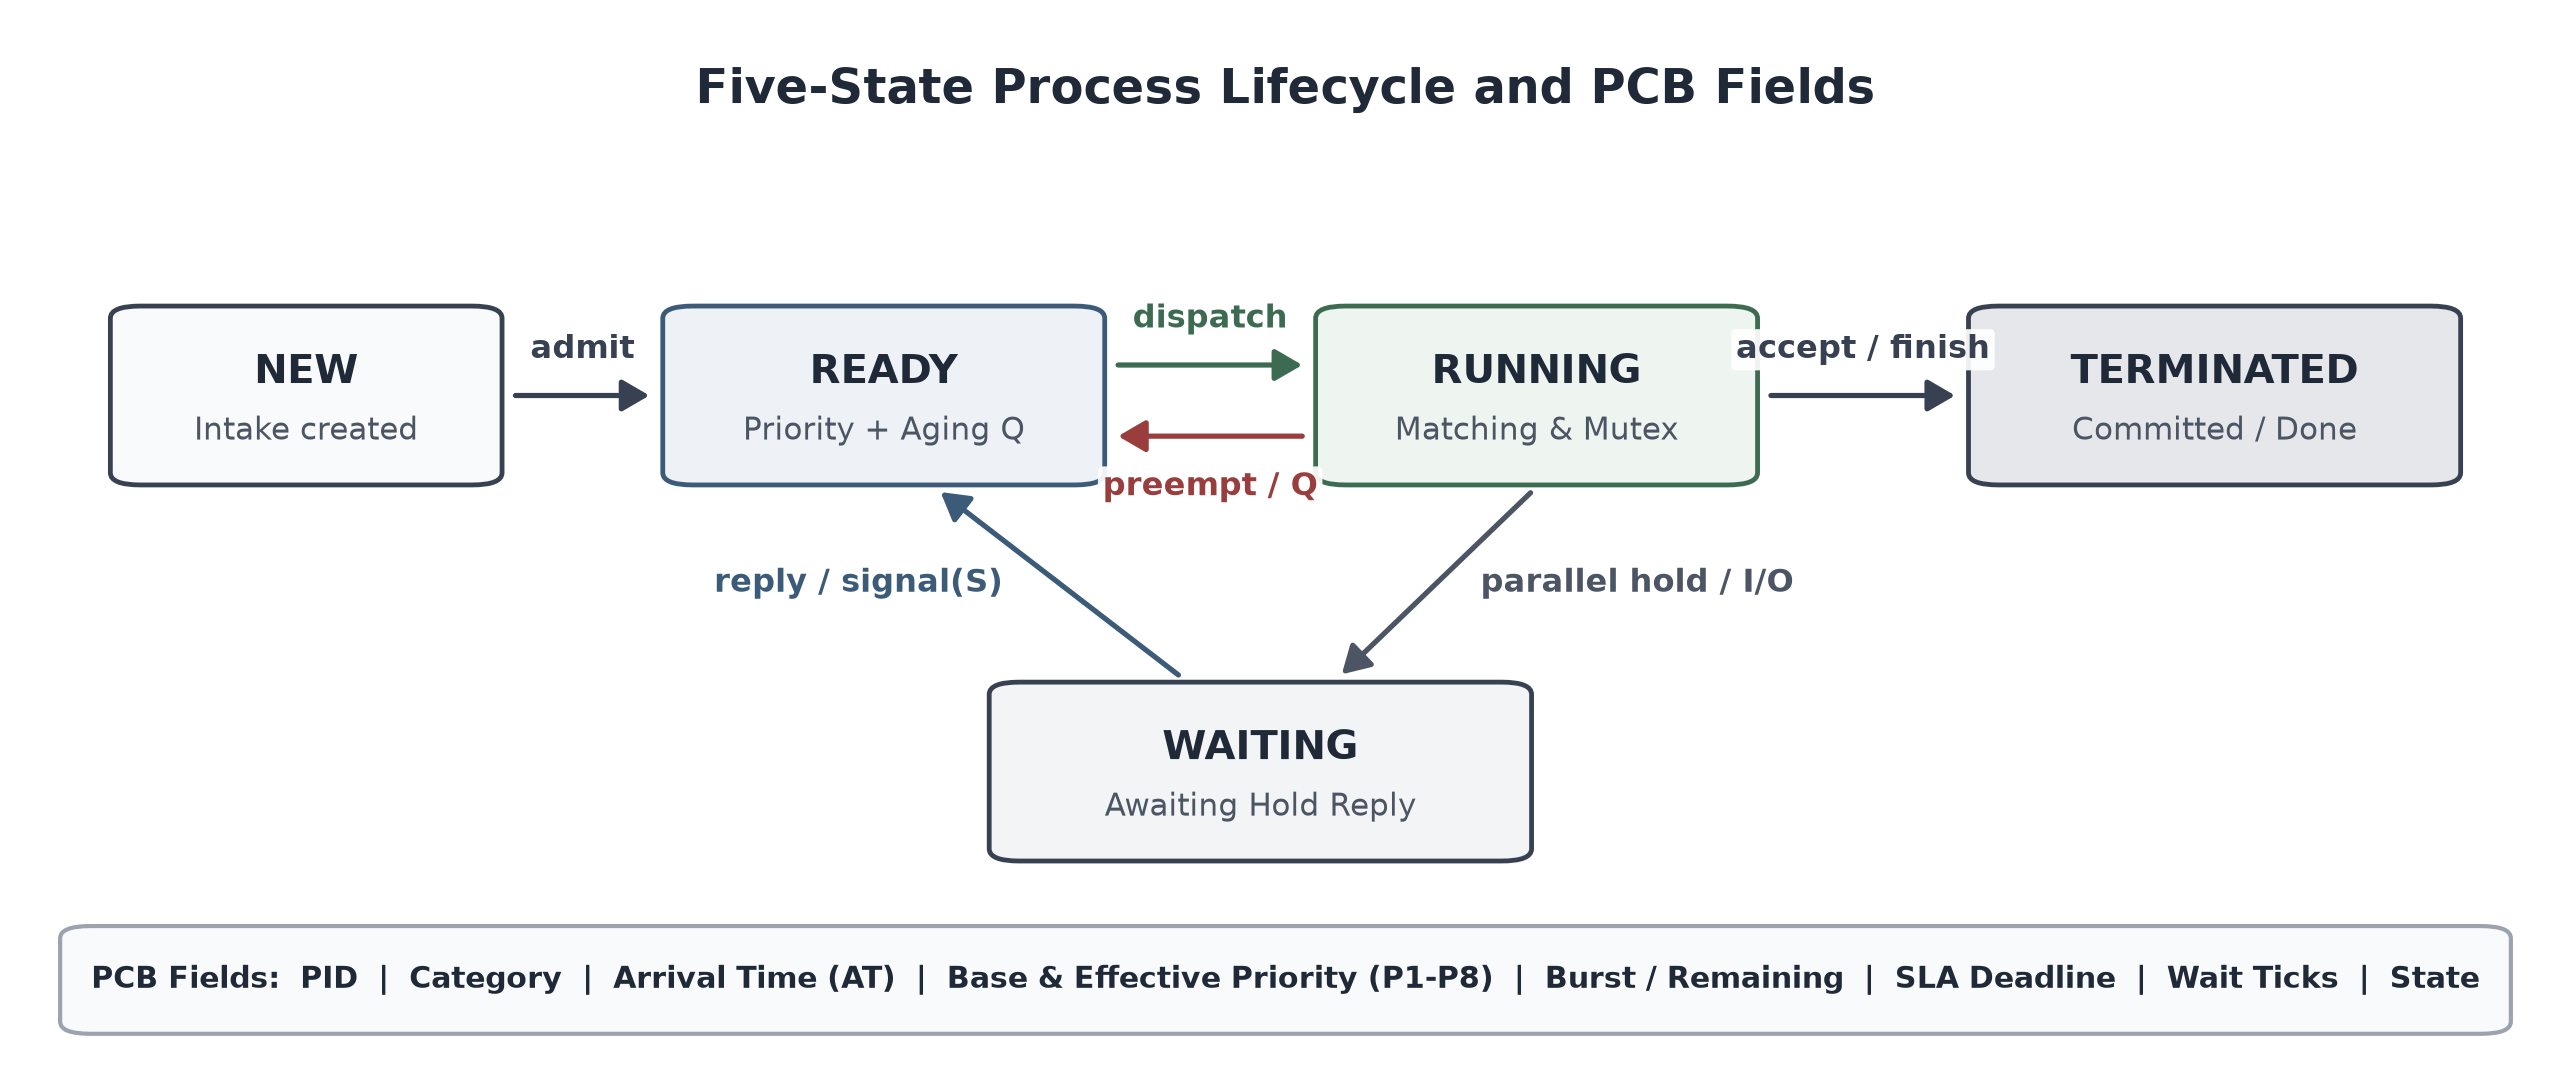 Five-State Process Lifecycle and PCB Fields
NEW
Intake created
admit
READY
Priority + Aging Q
dispatch
preempt / Q
RUNNING
Matching & Mutex
accept / finish
TERMINATED
Committed / Done
reply / signal(S)
parallel hold / I/O
WAITING
Awaiting Hold Reply
PCB Fields: PID | Category | Arrival Time (AT) | Base & Effective Priority (P1-P8) | Burst / Remaining | SLA Deadline | Wait Ticks | State